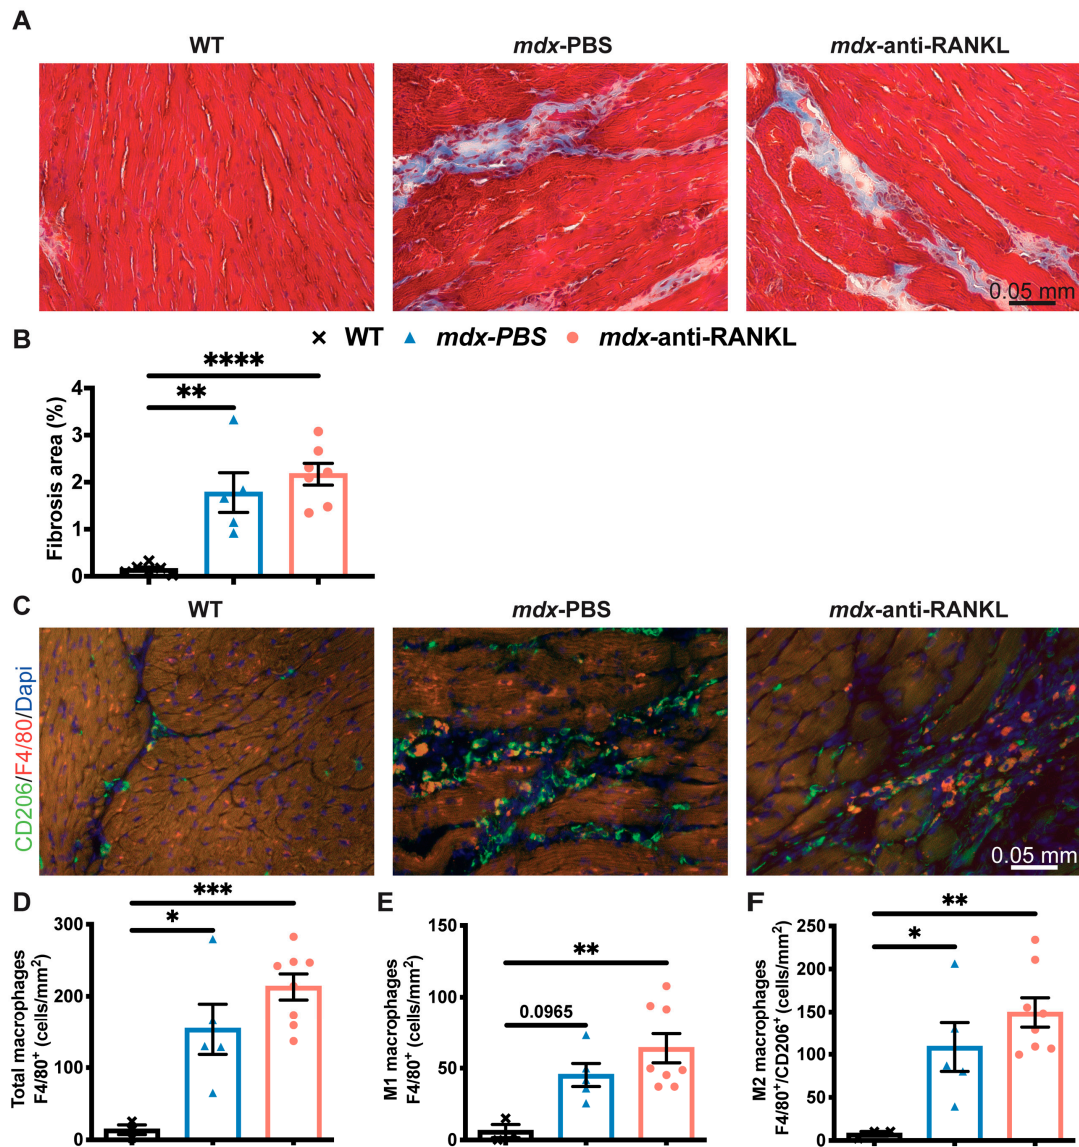 A
WT
mdx-PBS
mdx-anti-RANKL
0.05 mm
B
× WT ▲ mdx-PBS ● mdx-anti-RANKL
****
**
Fibrosis area (%)
4
3
2
1
0
C
WT
mdx-PBS
mdx-anti-RANKL
CD206/F4/80/Dapi
0.05 mm
D
***
*
Total macrophages
F4/80⁺ (cells/mm²)
300
200
100
0
E
**
0.0965
M1 macrophages
F4/80⁺ (cells/mm²)
150
100
50
0
F
**
*
M2 macrophages
F4/80⁺/CD206⁺ (cells/mm²)
250
200
150
100
50
0